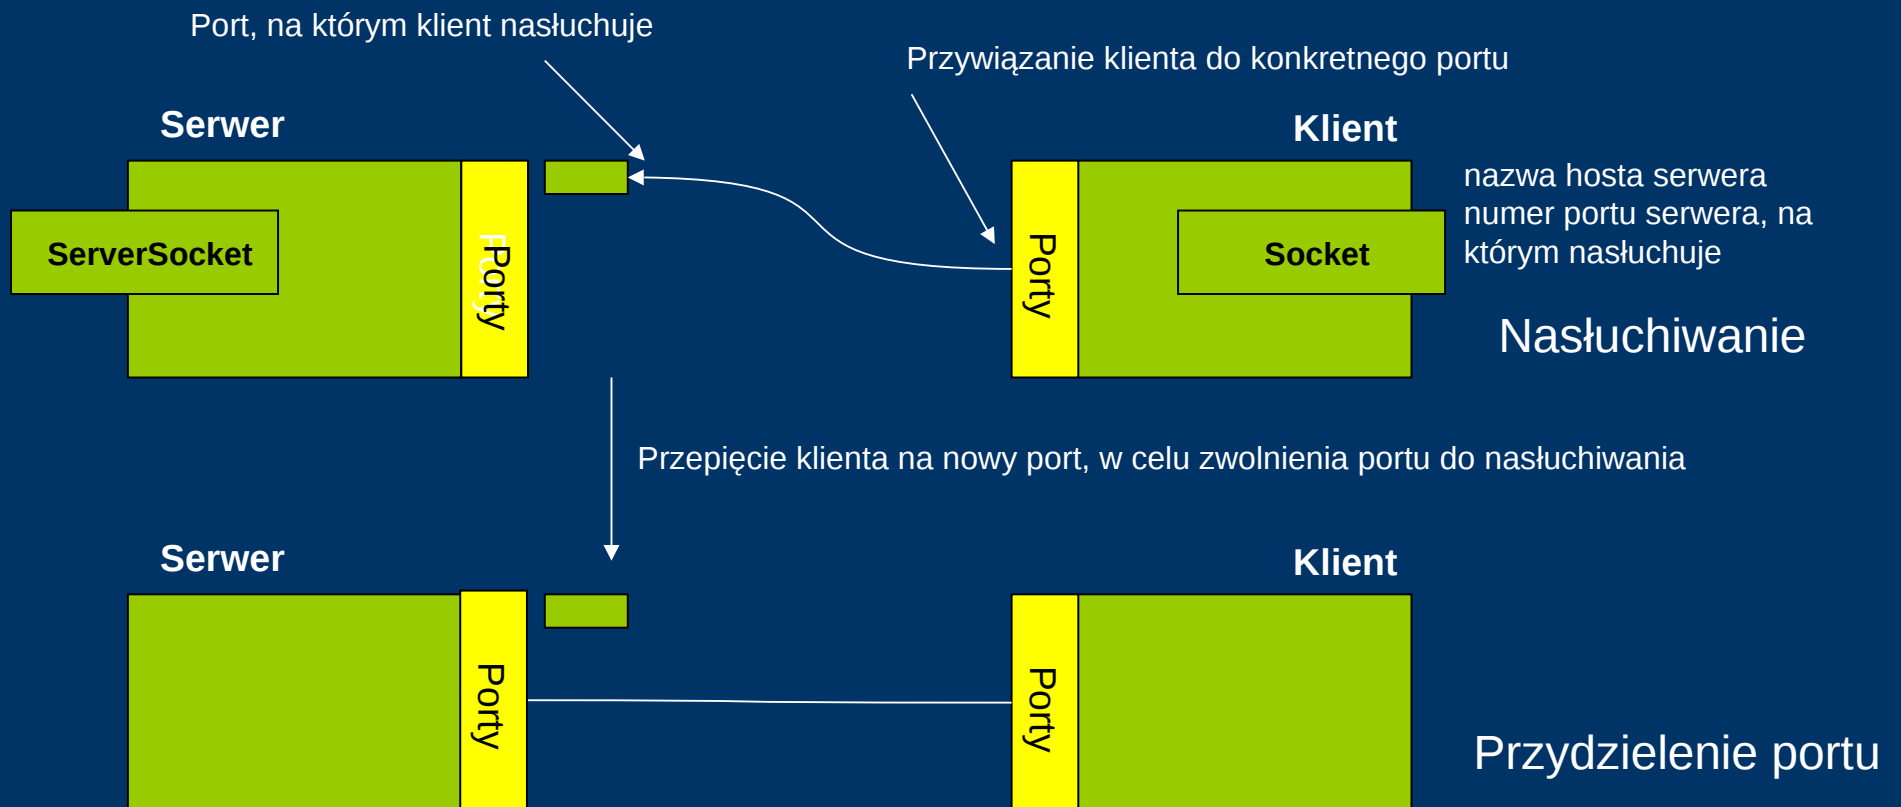 Port, na którym klient nasłuchuje
Przywiązanie klienta do konkretnego portu
Serwer
Klient
ServerSocket
Porty
Porty
Porty
Socket
nazwa hosta serwera
numer portu serwera, na
którym nasłuchuje
Nasłuchiwanie
Przepięcie klienta na nowy port, w celu zwolnienia portu do nasłuchiwania
Serwer
Klient
Porty
Porty
Przydzielenie portu